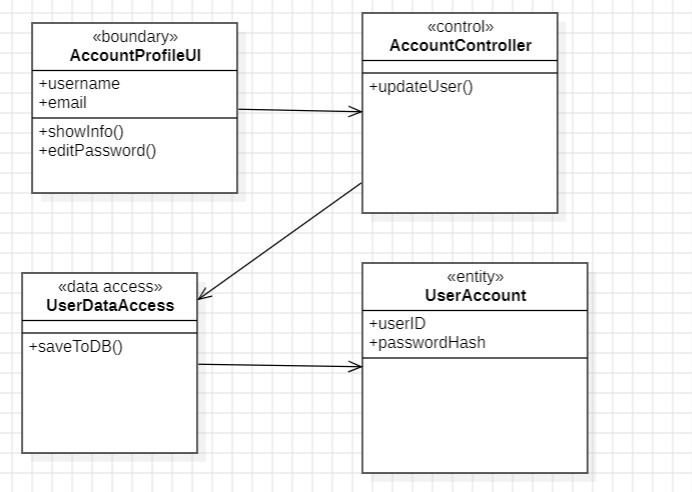 «boundary»
AccountProfileUI
+username
+email
+showInfo()
+editPassword()
«control»
AccountController
+updateUser()
«data access»
UserDataAccess
+saveToDB()
«entity»
UserAccount
+userID
+passwordHash